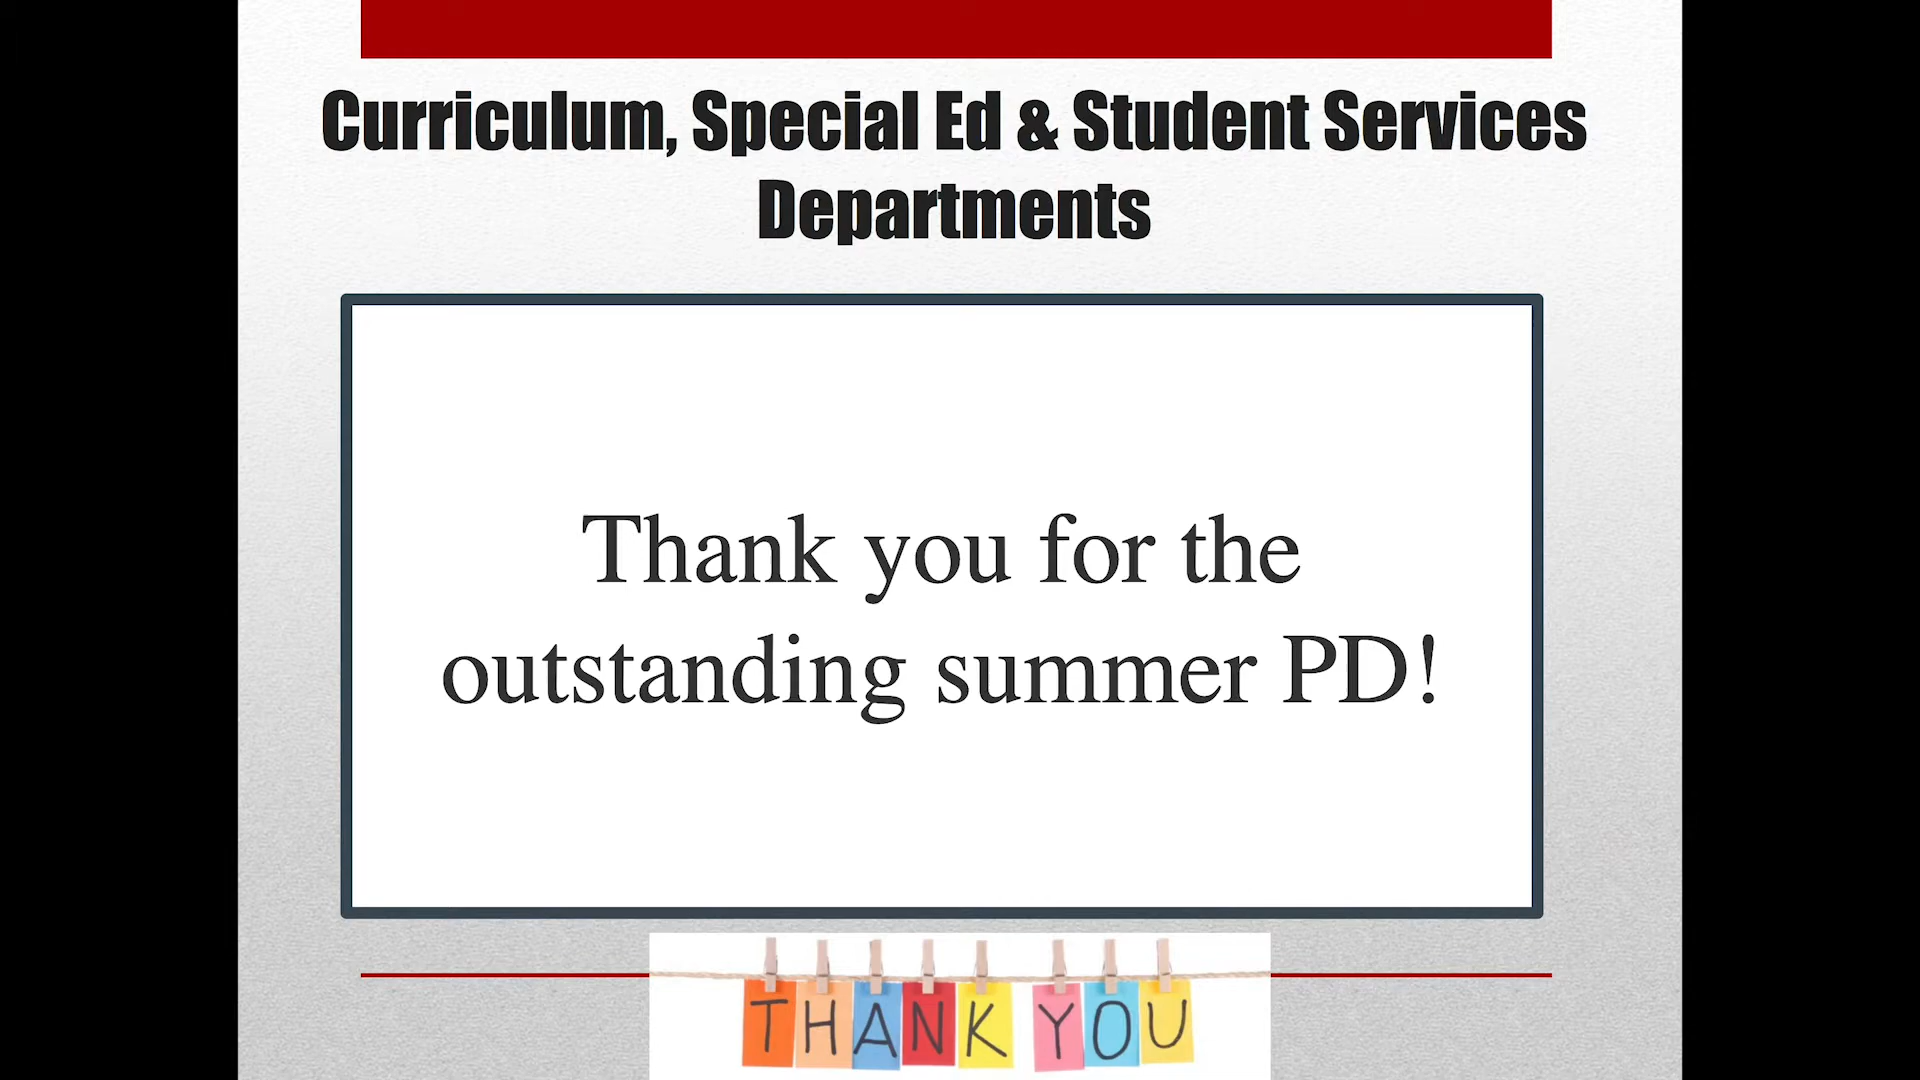 Curriculum, Special Ed & Student Services
Departments
Thank you for the
outstanding summer PD!
THANK YOU